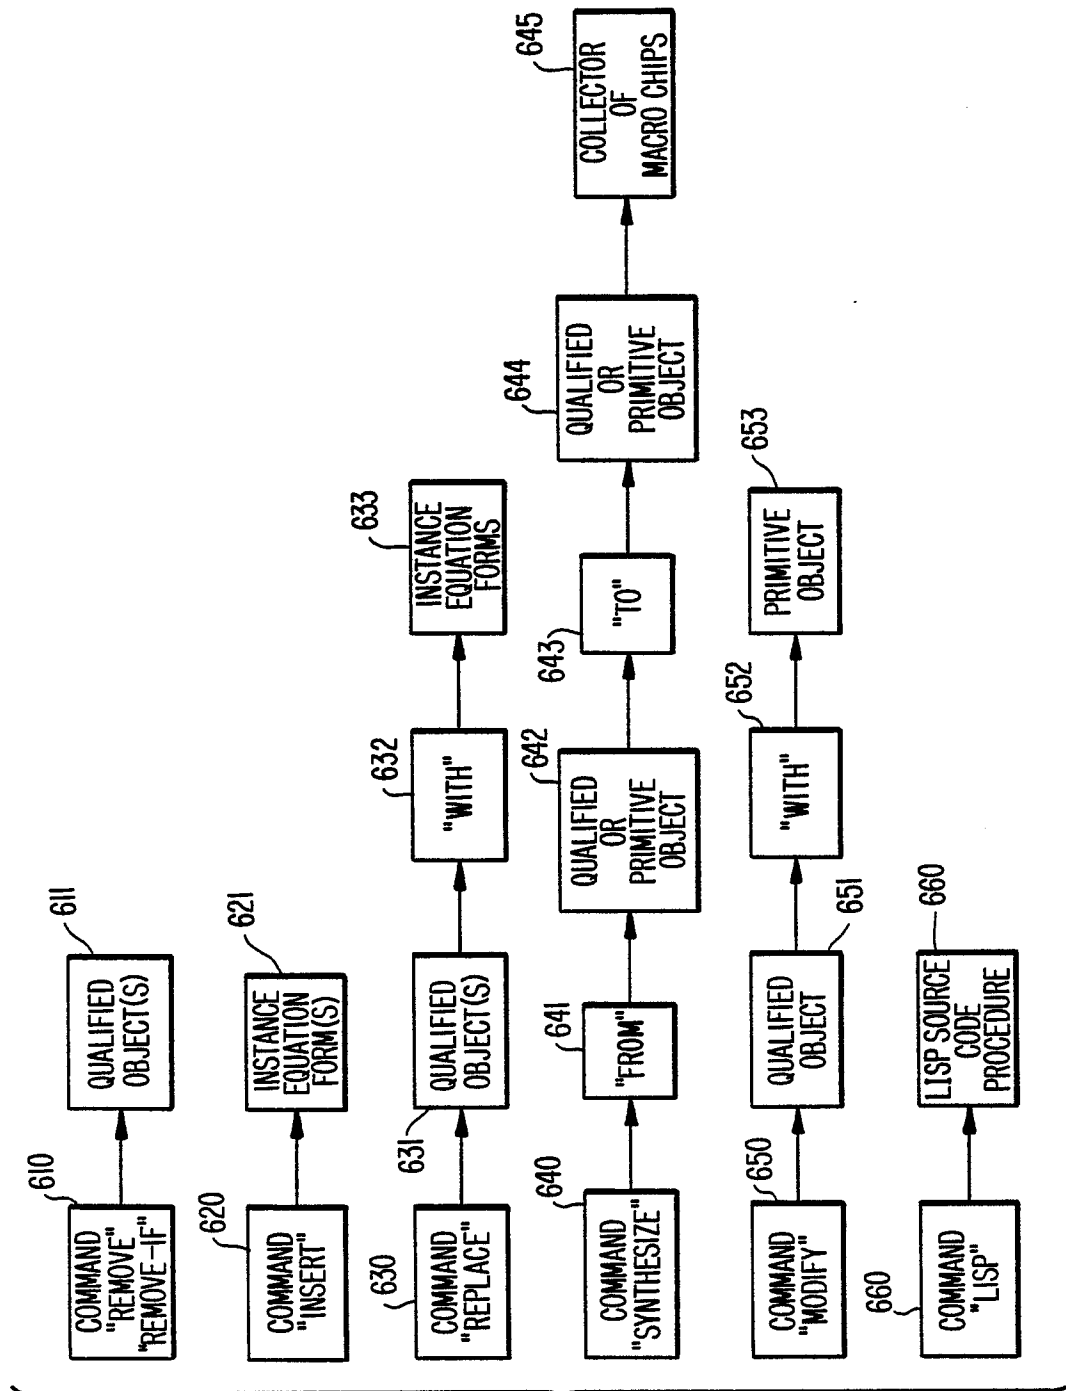 610
COMMAND
"REMOVE"
"REMOVE-IF"
611
QUALIFIED
OBJECT(S)
620
COMMAND
"INSERT"
621
INSTANCE
EQUATION
FORM(S)
630
COMMAND
"REPLACE"
631
QUALIFIED
OBJECT(S)
632
"WITH"
633
INSTANCE
EQUATION
FORMS
640
COMMAND
"SYNTHESIZE"
641
"FROM"
642
QUALIFIED
OR
PRIMITIVE
OBJECT
643
"TO"
644
QUALIFIED
OR
PRIMITIVE
OBJECT
645
COLLECTOR
OF
MACRO CHIPS
650
COMMAND
"MODIFY"
651
QUALIFIED
OBJECT
652
"WITH"
653
PRIMITIVE
OBJECT
660
COMMAND
"LISP"
660
LISP SOURCE
CODE
PROCEDURE